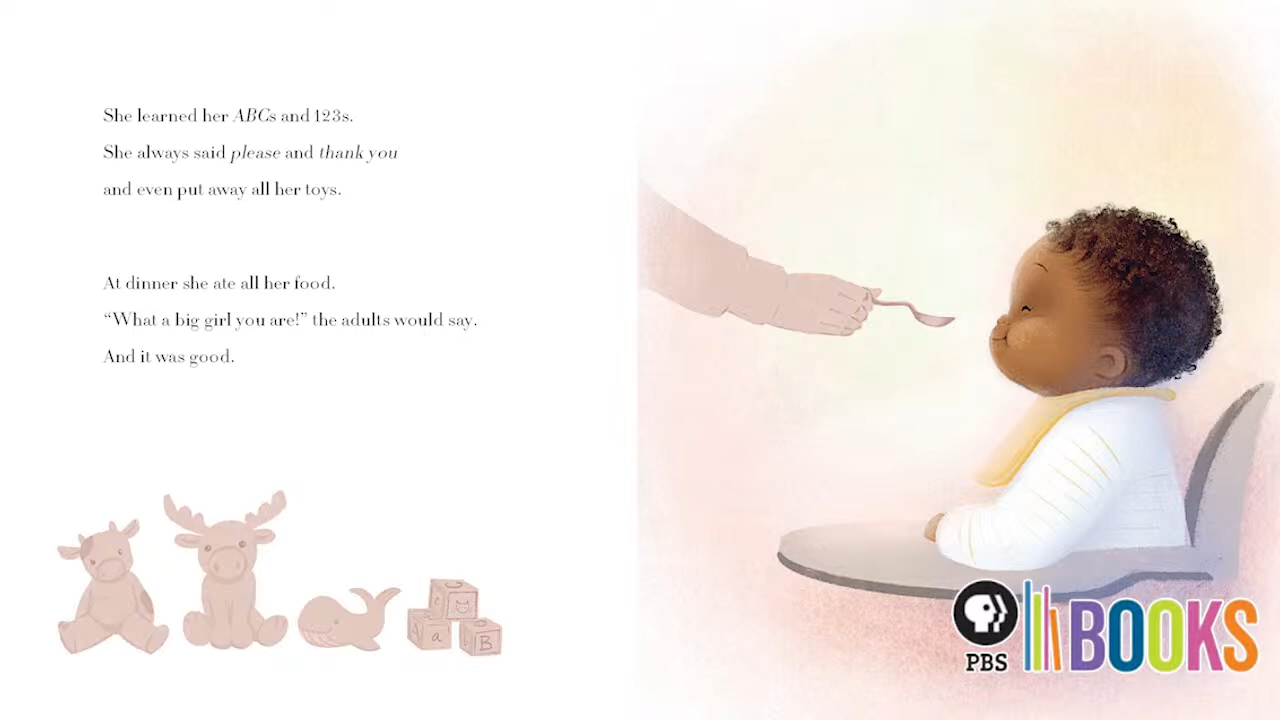 She learned her ABCs and 123s.
She always said please and thank you
and even put away all her toys.
At dinner she ate all her food.
“What a big girl you are!” the adults would say.
And it was good.
a
B
PBS
BOOKS